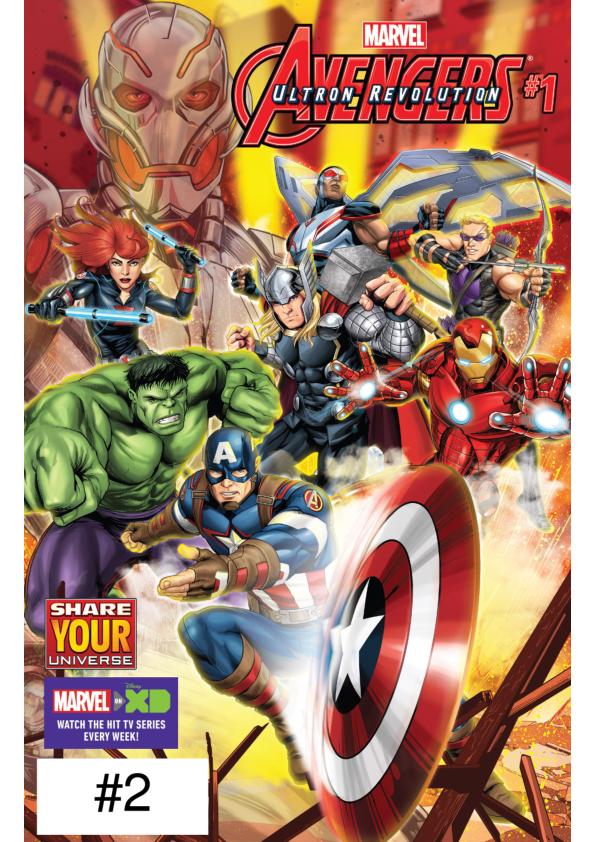 MARVEL
AVENGERS®
ULTRON REVOLUTION
#1
A
SHARE
YOUR
UNIVERSE
MARVEL ON Disney XD
WATCH THE HIT TV SERIES
EVERY WEEK!
#2